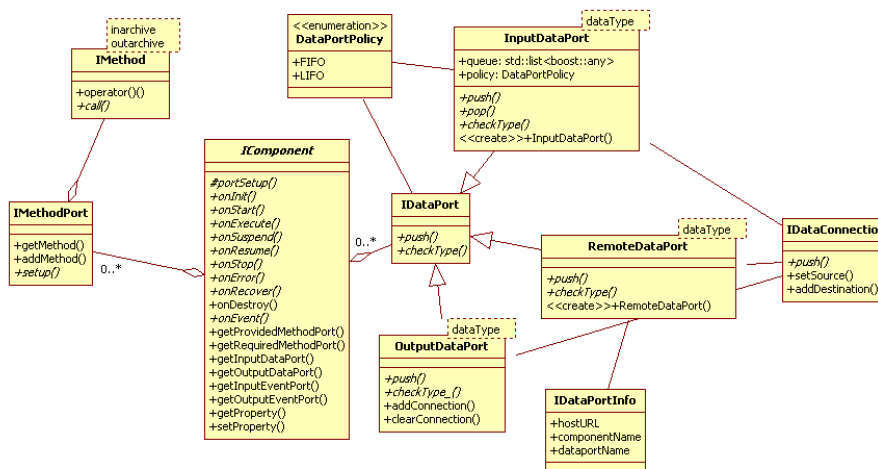 inarchive
outarchive
IMethod
+operator()()
+call()
<<enumeration>>
DataPortPolicy
+FIFO
+LIFO
dataType
InputDataPort
+queue: std::list<boost::any>
+policy: DataPortPolicy
+push()
+pop()
+checkType()
<<create>>+InputDataPort()
IComponent
#portSetup()
+onInit()
+onStart()
+onExecute()
+onSuspend()
+onResume()
+onStop()
+onError()
+onRecover()
+onDestroy()
+onEvent()
+getProvidedMethodPort()
+getRequiredMethodPort()
+getInputDataPort()
+getOutputDataPort()
+getInputEventPort()
+getOutputEventPort()
+getProperty()
+setProperty()
IMethodPort
+getMethod()
+addMethod()
+setup()
0..*
0..*
IDataPort
+push()
+checkType()
dataType
RemoteDataPort
+push()
+checkType()
<<create>>+RemoteDataPort()
IDataConnection
+push()
+setSource()
+addDestination()
dataType
OutputDataPort
+push()
+checkType_()
+addConnection()
+clearConnection()
IDataPortInfo
+hostURL
+componentName
+dataportName